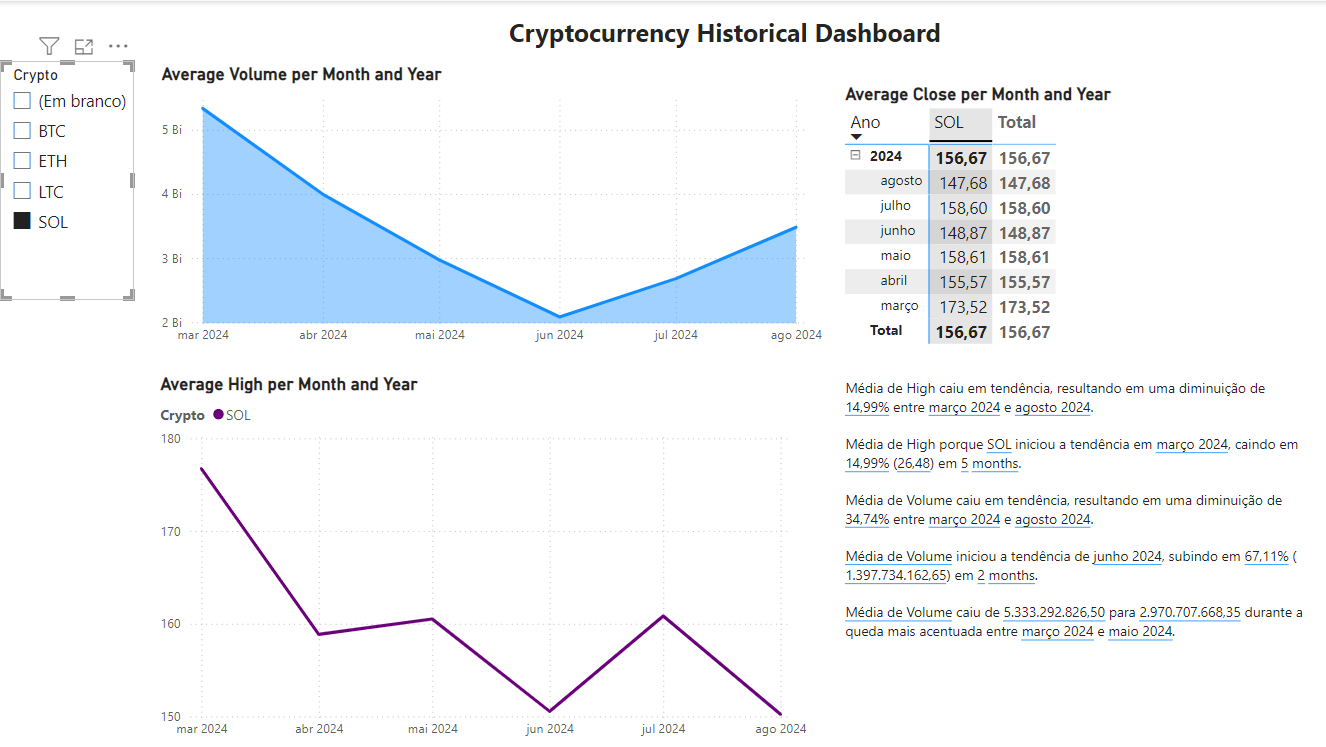 Cryptocurrency Historical Dashboard
Crypto
(Em branco)
BTC
ETH
LTC
SOL
Average Volume per Month and Year
5 Bi
4 Bi
3 Bi
2 Bi
mar 2024 abr 2024 mai 2024 jun 2024 jul 2024 ago 2024
Average Close per Month and Year
Ano SOL Total
2024 156,67 156,67
agosto 147,68 147,68
julho 158,60 158,60
junho 148,87 148,87
maio 158,61 158,61
abril 155,57 155,57
março 173,52 173,52
Total 156,67 156,67
Average High per Month and Year
Crypto SOL
180
170
160
150
mar 2024 abr 2024 mai 2024 jun 2024 jul 2024 ago 2024
Média de High caiu em tendência, resultando em uma diminuição de
14,99% entre março 2024 e agosto 2024.
Média de High porque SOL iniciou a tendência em março 2024, caindo em
14,99% (26,48) em 5 months.
Média de Volume caiu em tendência, resultando em uma diminuição de
34,74% entre março 2024 e agosto 2024.
Média de Volume iniciou a tendência de junho 2024, subindo em 67,11% (
1.397.734.162,65) em 2 months.
Média de Volume caiu de 5.333.292.826,50 para 2.970.707.668,35 durante a
queda mais acentuada entre março 2024 e maio 2024.